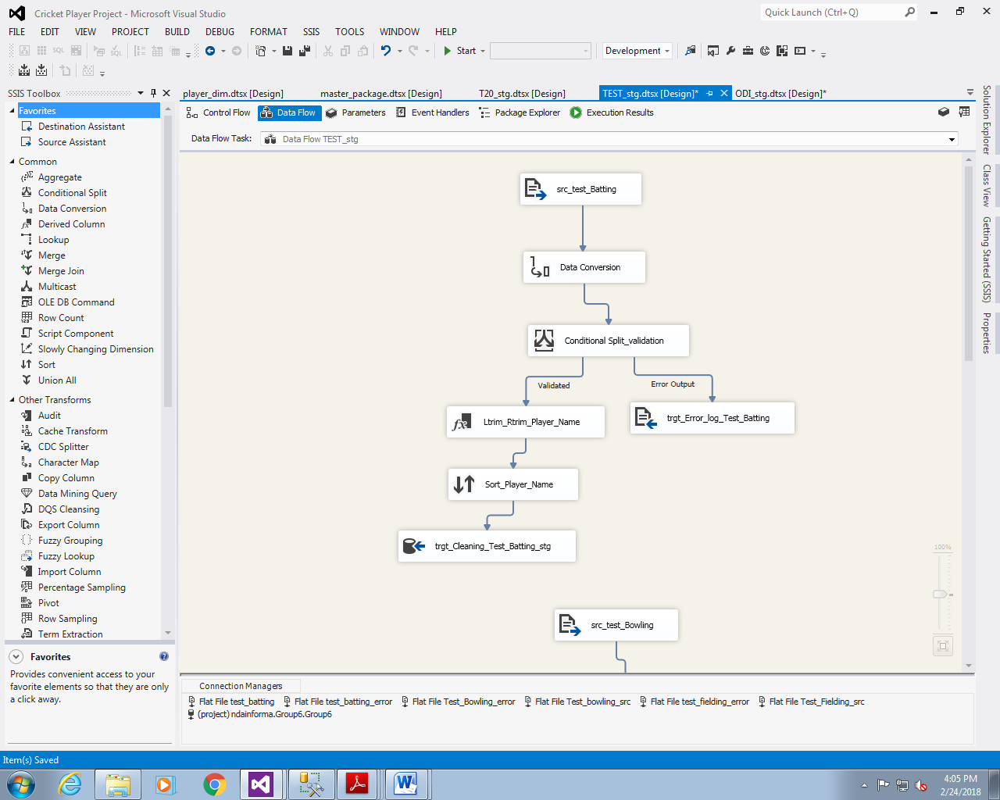 Cricket Player Project - Microsoft Visual Studio
Quick Launch (Ctrl+Q)
FILE EDIT VIEW PROJECT BUILD DEBUG FORMAT SSIS TOOLS WINDOW HELP
SQL Start Development
SSIS Toolbox
player_dim.dtsx [Design] master_package.dtsx [Design] T20_stg.dtsx [Design] TEST_stg.dtsx [Design]* ODI_stg.dtsx [Design]*
Control Flow Data Flow Parameters Event Handlers Package Explorer Execution Results
Data Flow Task: Data Flow TEST_stg
Favorites
Destination Assistant
Source Assistant
Common
Aggregate
Conditional Split
Data Conversion
Derived Column
Lookup
Merge
Merge Join
Multicast
OLE DB Command
Row Count
Script Component
Slowly Changing Dimension
Sort
Union All
Other Transforms
Audit
Cache Transform
CDC Splitter
Character Map
Copy Column
Data Mining Query
DQS Cleansing
Export Column
Fuzzy Grouping
Fuzzy Lookup
Import Column
Percentage Sampling
Pivot
Row Sampling
Term Extraction
Favorites
Provides convenient access to your
favorite elements so that they are only
a click away.
src_test_Batting
Data Conversion
Conditional Split_validation
Validated
Error Output
Ltrim_Rtrim_Player_Name
trgt_Error_log_Test_Batting
Sort_Player_Name
trgt_Cleaning_Test_Batting_stg
src_test_Bowling
100%
Solution Explorer
Class View
Getting Started (SSIS)
Properties
Connection Managers
Flat File test_batting Flat File test_batting_error Flat File Test_Bowling_error Flat File Test_bowling_src Flat File test_fielding_error Flat File Test_Fielding_src
(project) ndainforma.Group6.Group6
Item(s) Saved
4:05 PM
2/24/2018